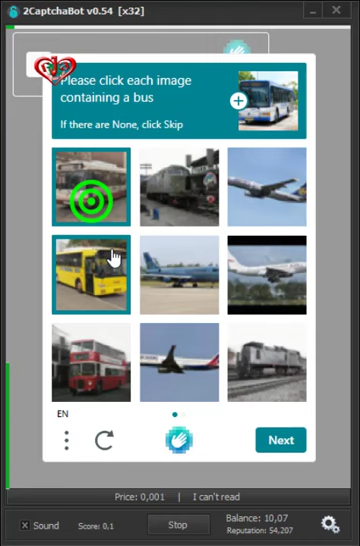 2CaptchaBot v0.54 [x32]
Please click each image
containing a bus
If there are None, click Skip
EN
Next
Price: 0,001 | I can't read
Sound
Score: 0,1
Stop
Balance: 10,07
Reputation: 54.207